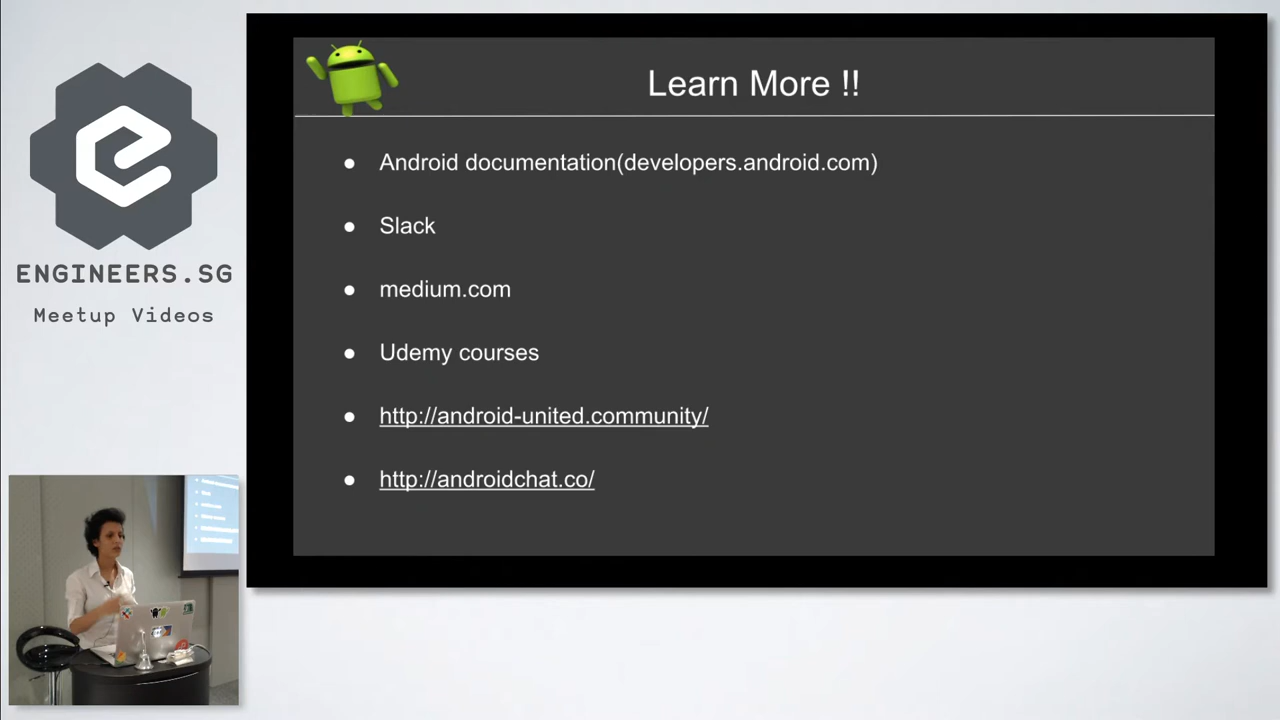 ENGINEERS.SG
Meetup Videos
Learn More !!
Android documentation(developers.android.com)
Slack
medium.com
Udemy courses
http://android-united.community/
http://androidchat.co/